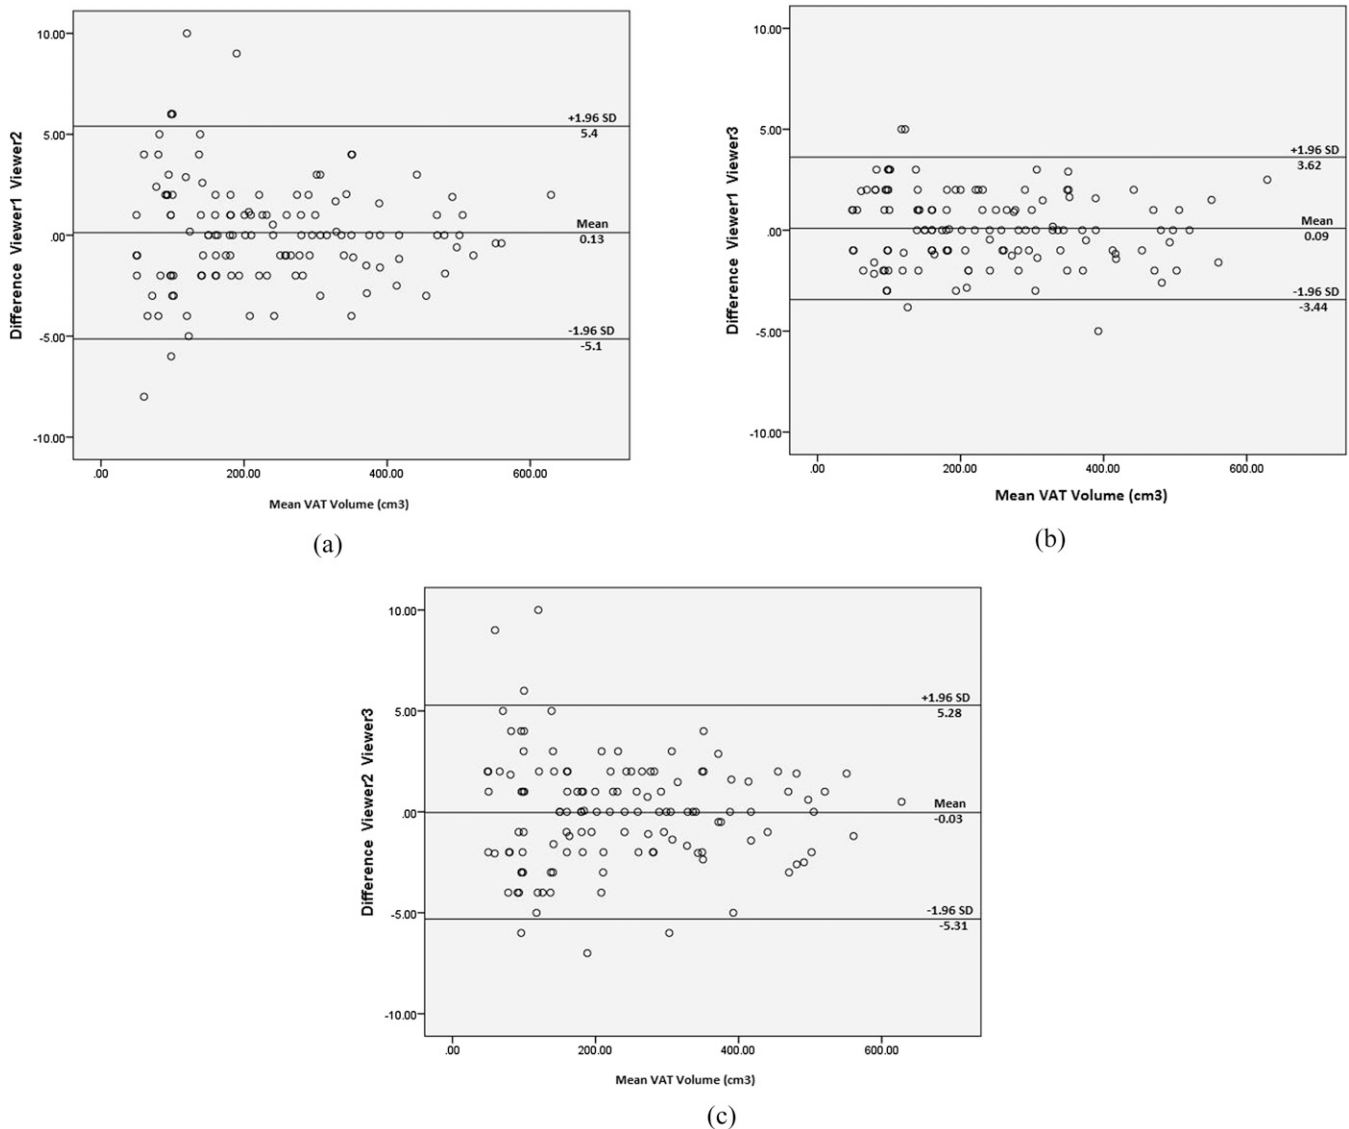 10.00
5.00
.00
-5.00
-10.00
Difference Viewer1 Viewer2
+1.96 SD
5.4
Mean
0.13
-1.96 SD
-5.1
.00 200.00 400.00 600.00
Mean VAT Volume (cm3)
(a)
10.00
5.00
.00
-5.00
-10.00
Difference Viewer1 Viewer3
+1.96 SD
3.62
Mean
0.09
-1.96 SD
-3.44
.00 200.00 400.00 600.00
Mean VAT Volume (cm3)
(b)
10.00
5.00
.00
-5.00
-10.00
Difference Viewer2 Viewer3
+1.96 SD
5.28
Mean
-0.03
-1.96 SD
-5.31
.00 200.00 400.00 600.00
Mean VAT Volume (cm3)
(c)